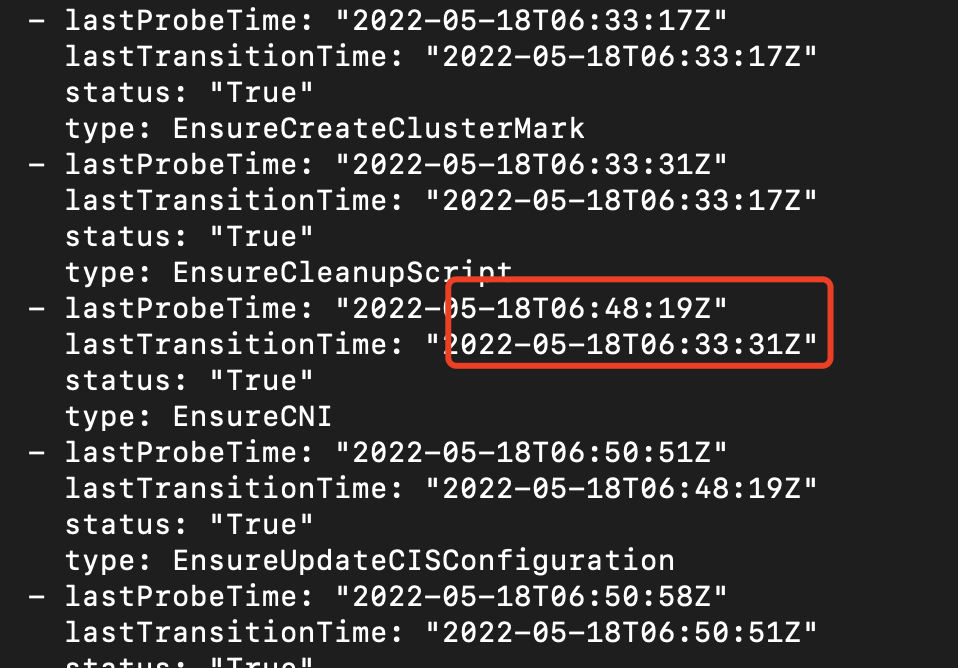 - lastProbeTime: "2022-05-18T06:33:17Z"
lastTransitionTime: "2022-05-18T06:33:17Z"
status: "True"
type: EnsureCreateClusterMark
- lastProbeTime: "2022-05-18T06:33:31Z"
lastTransitionTime: "2022-05-18T06:33:17Z"
status: "True"
type: EnsureCleanupScript
- lastProbeTime: "2022-05-18T06:48:19Z"
lastTransitionTime: "2022-05-18T06:33:31Z"
status: "True"
type: EnsureCNI
- lastProbeTime: "2022-05-18T06:50:51Z"
lastTransitionTime: "2022-05-18T06:48:19Z"
status: "True"
type: EnsureUpdateCISConfiguration
- lastProbeTime: "2022-05-18T06:50:58Z"
lastTransitionTime: "2022-05-18T06:50:51Z"
status: "True"